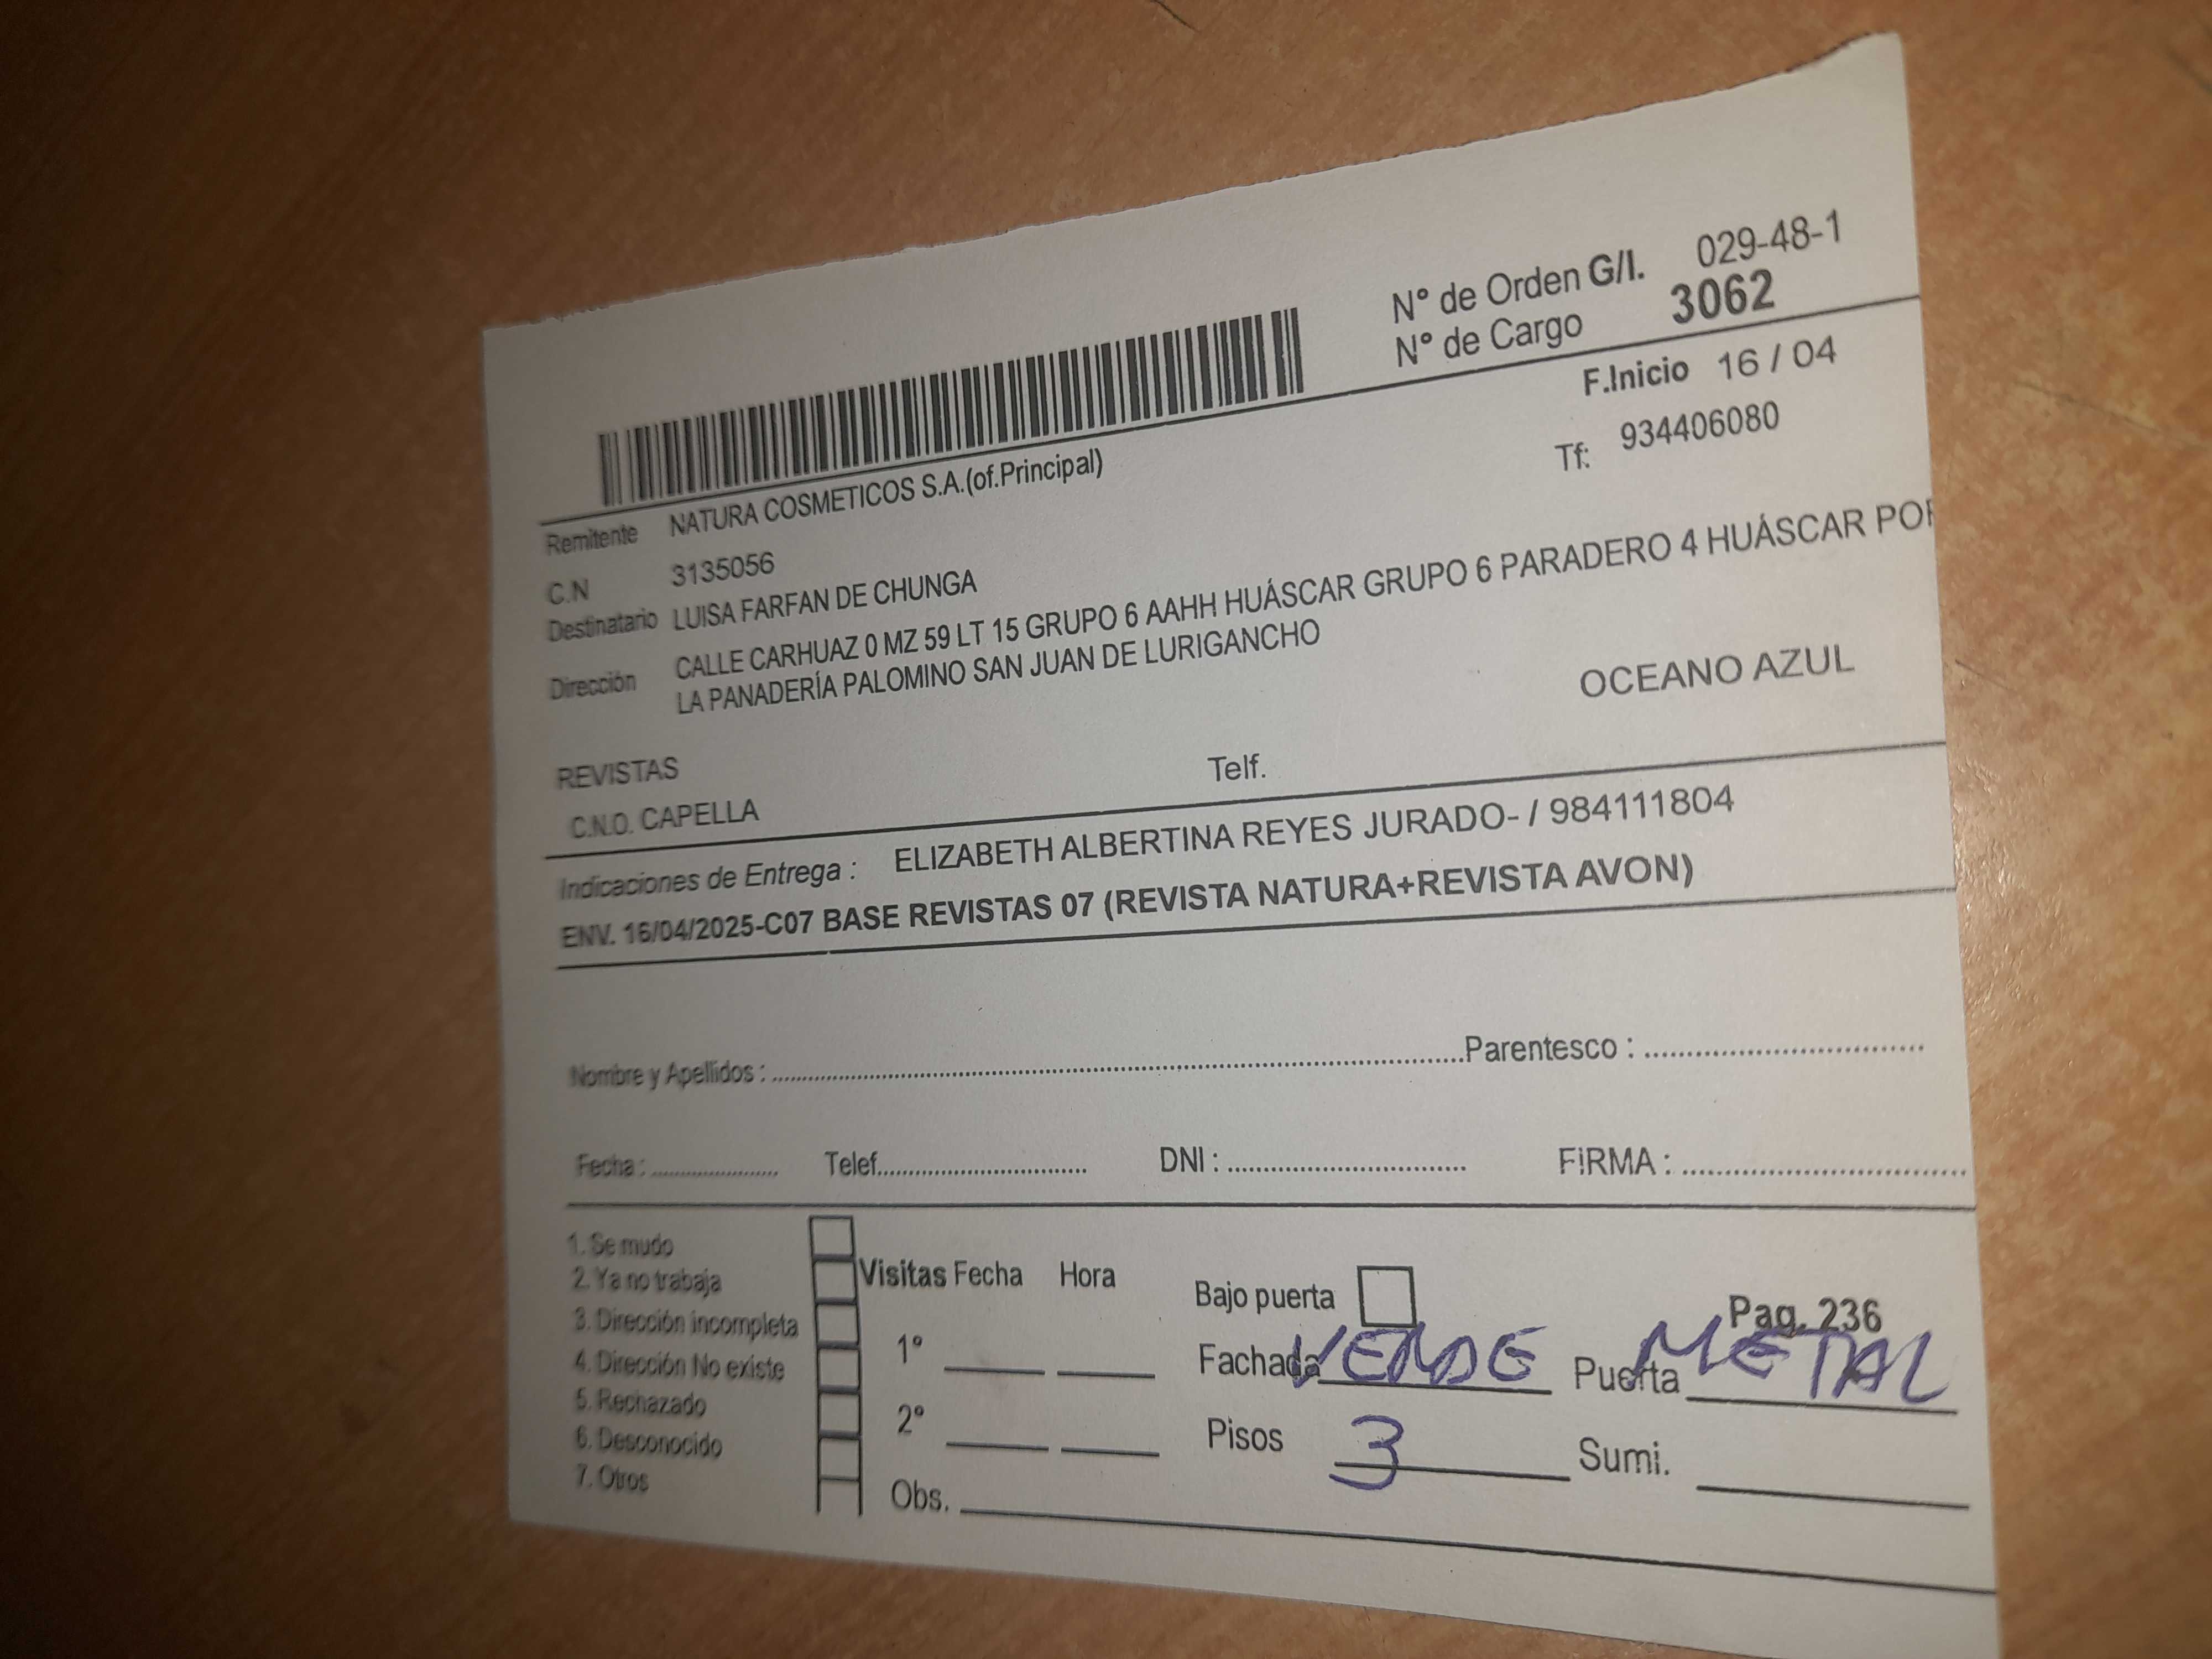 N° de Orden G/I. 029-48-1
N° de Cargo 3062
F.Inicio 16 / 04
Tf: 934406080
Remitente NATURA COSMETICOS S.A.(of.Principal)
C.N 3135056
Destinatario LUISA FARFAN DE CHUNGA
Dirección CALLE CARHUAZ 0 MZ 59 LT 15 GRUPO 6 AAHH HUÁSCAR GRUPO 6 PARADERO 4 HUÁSCAR POR
LA PANADERÍA PALOMINO SAN JUAN DE LURIGANCHO
OCEANO AZUL
REVISTAS
C.N.O. CAPELLA Telf.
Indicaciones de Entrega : ELIZABETH ALBERTINA REYES JURADO- / 984111804
ENV. 16/04/2025-C07 BASE REVISTAS 07 (REVISTA NATURA+REVISTA AVON)
Nombre y Apellidos : Parentesco :
Fecha : Telef. DNI : FIRMA :
1. Se mudo
2. Ya no trabaja
3. Dirección incompleta
4. Dirección No existe
5. Rechazado
6. Desconocido
7. Otros
Visitas Fecha Hora
1°
2°
Obs.
Bajo puerta Pag. 236
Fachada VERDE Puerta METAL
Pisos 3 Sumi.